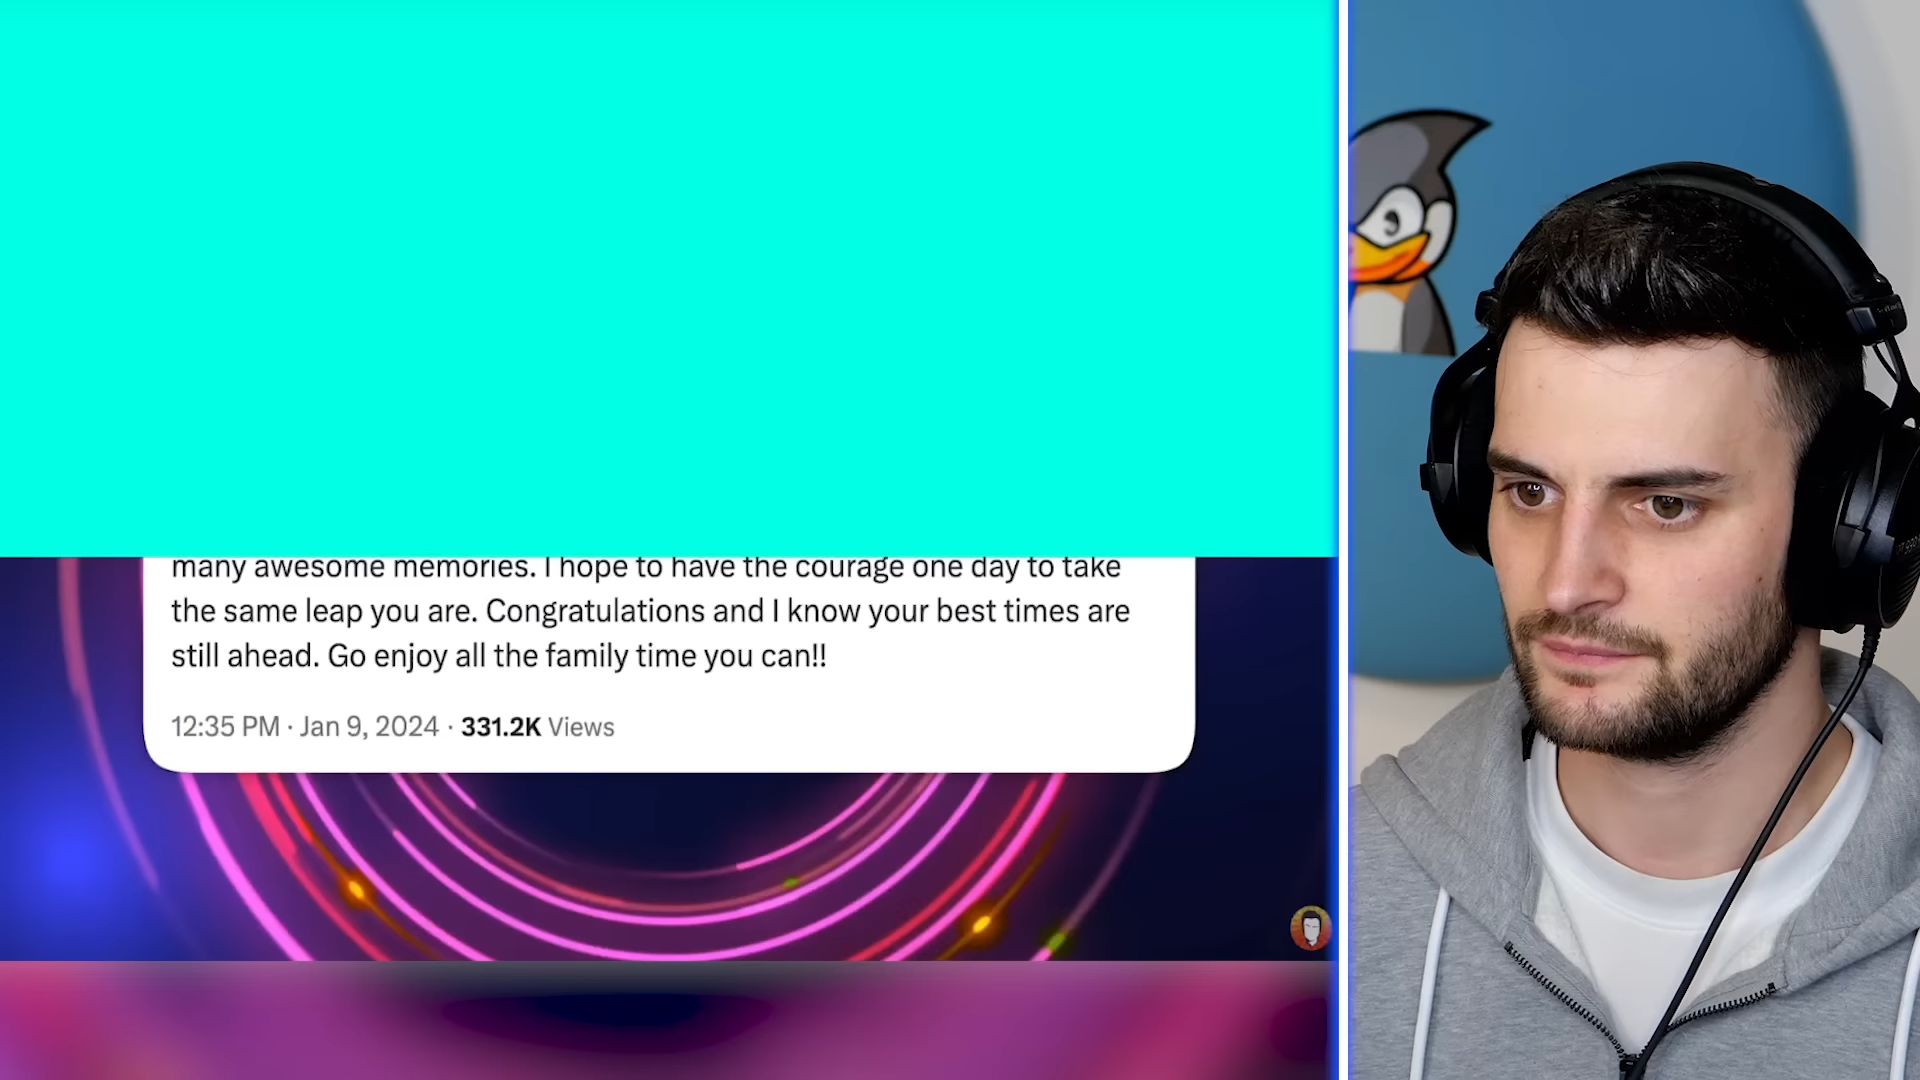 many awesome memories. I hope to have the courage one day to take
the same leap you are. Congratulations and I know your best times are
still ahead. Go enjoy all the family time you can!!
12:35 PM · Jan 9, 2024 · 331.2K Views